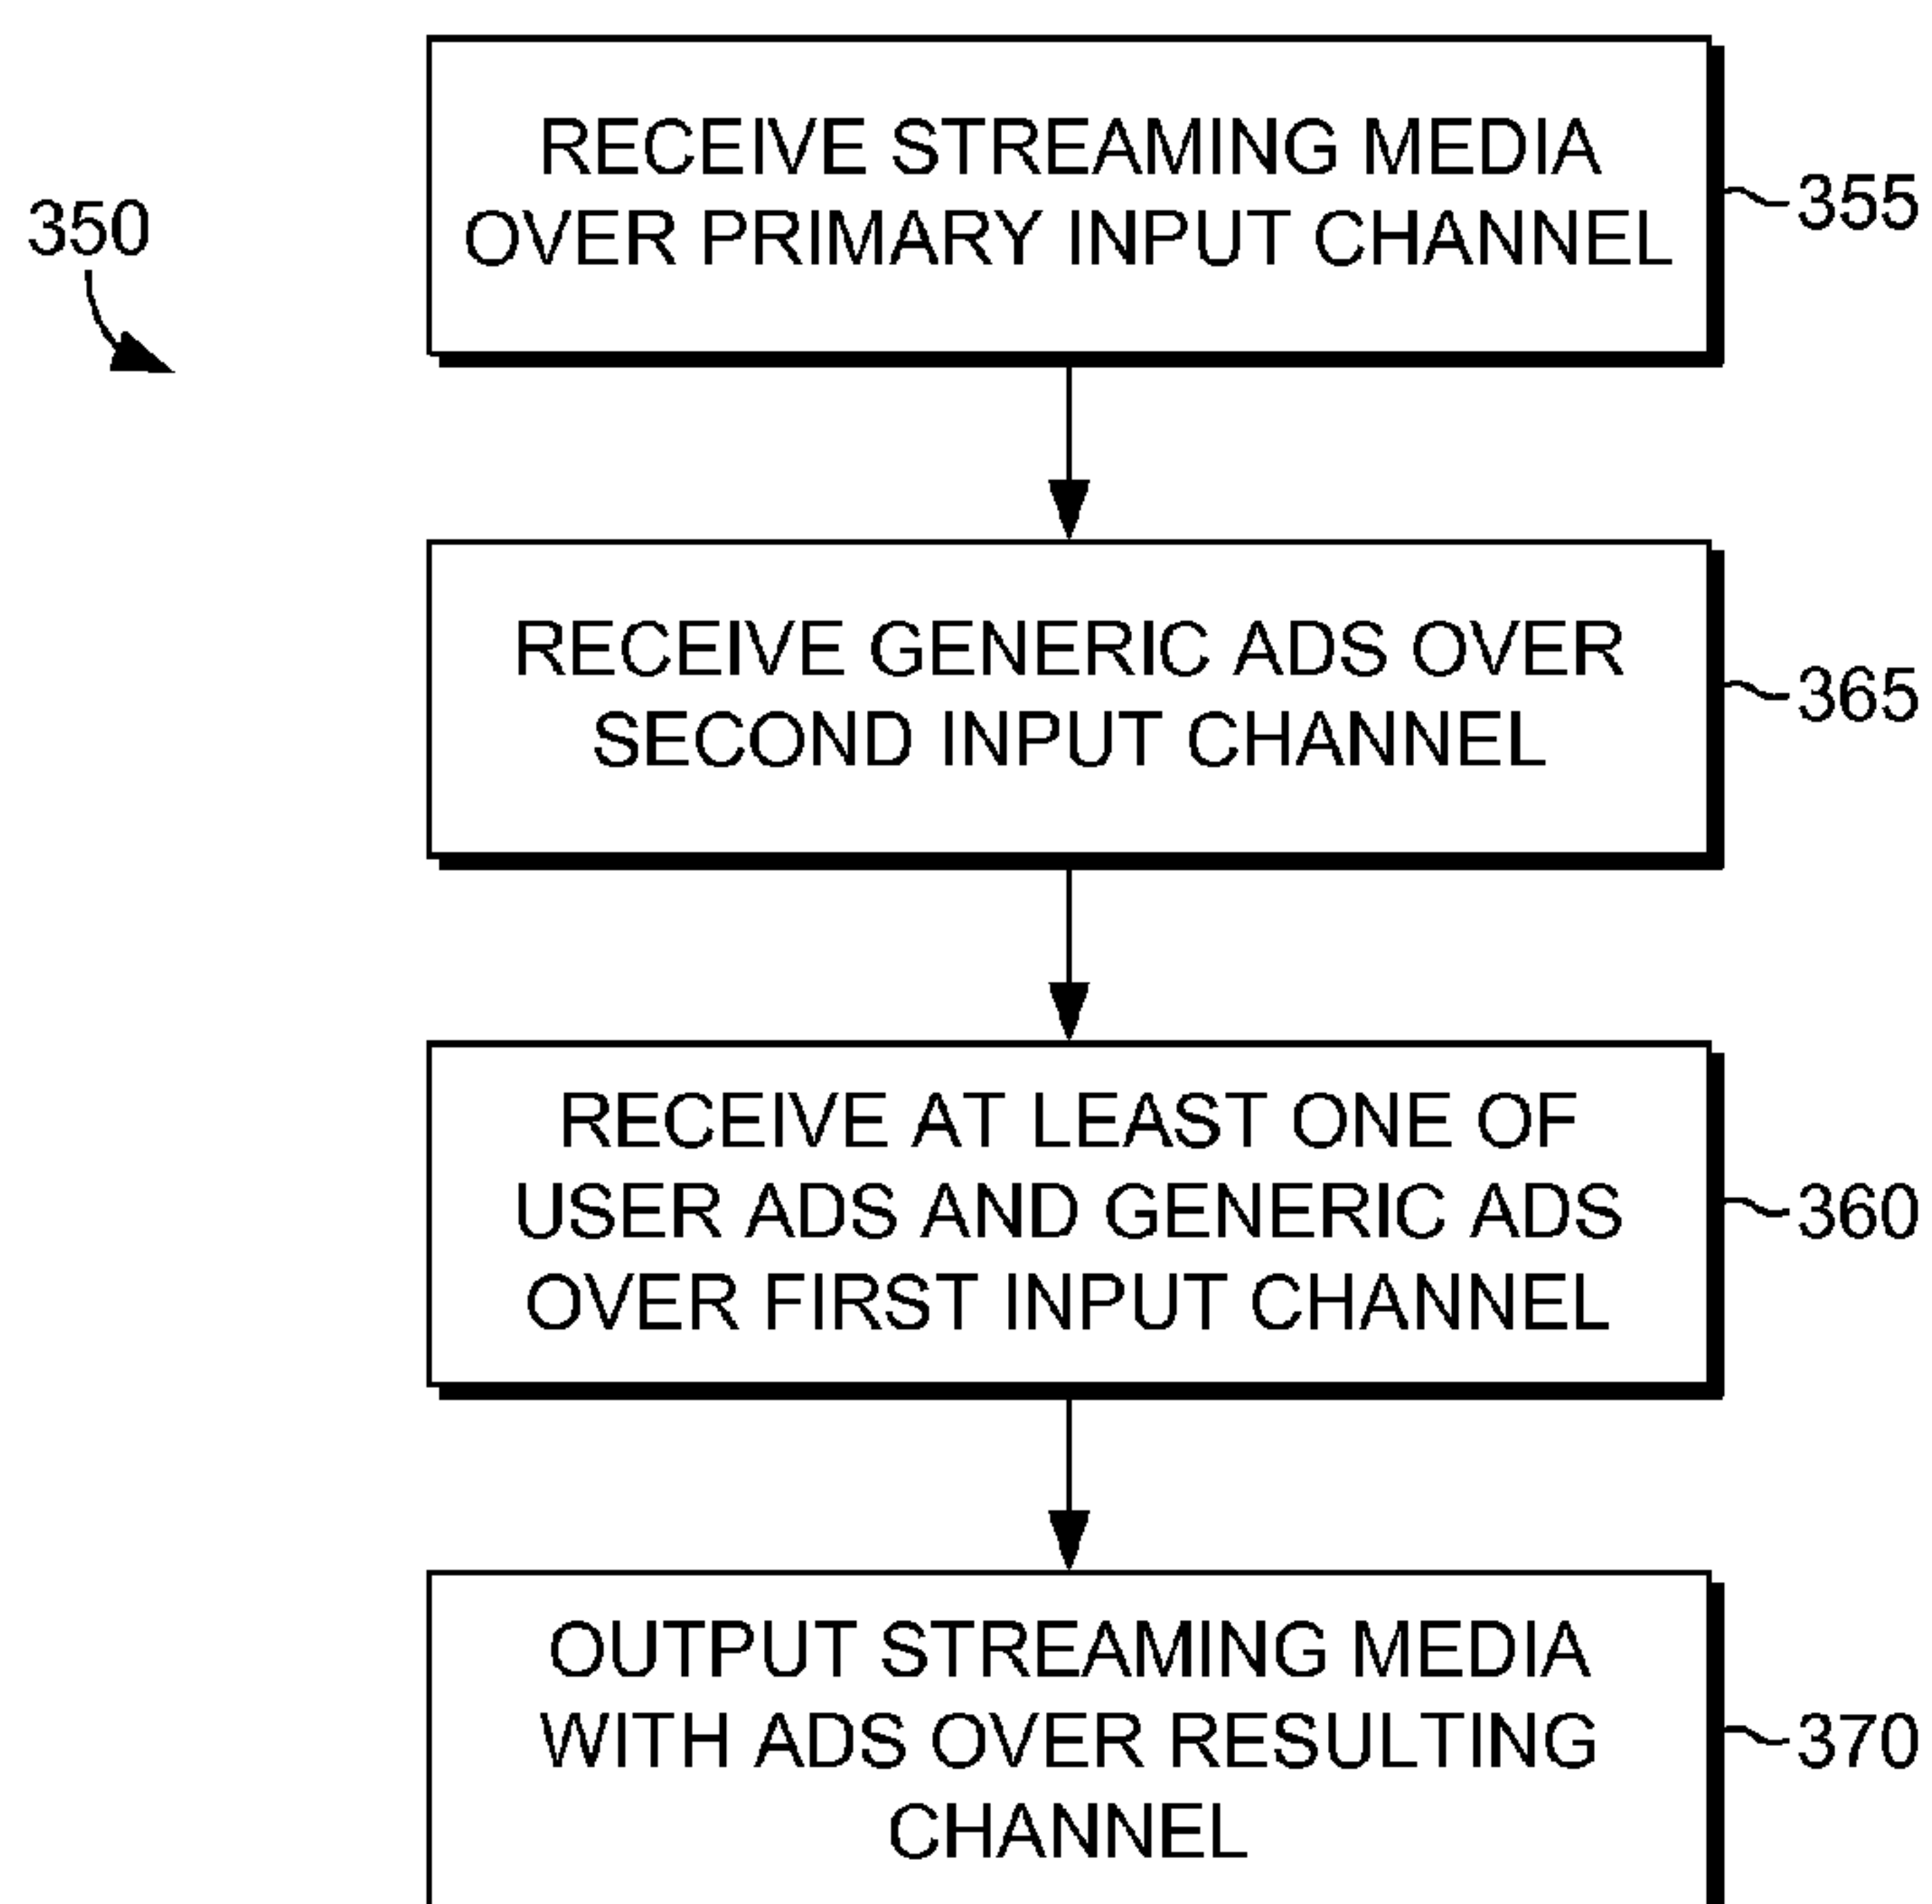 350
RECEIVE STREAMING MEDIA
OVER PRIMARY INPUT CHANNEL
355
RECEIVE GENERIC ADS OVER
SECOND INPUT CHANNEL
365
RECEIVE AT LEAST ONE OF
USER ADS AND GENERIC ADS
OVER FIRST INPUT CHANNEL
360
OUTPUT STREAMING MEDIA
WITH ADS OVER RESULTING
CHANNEL
370